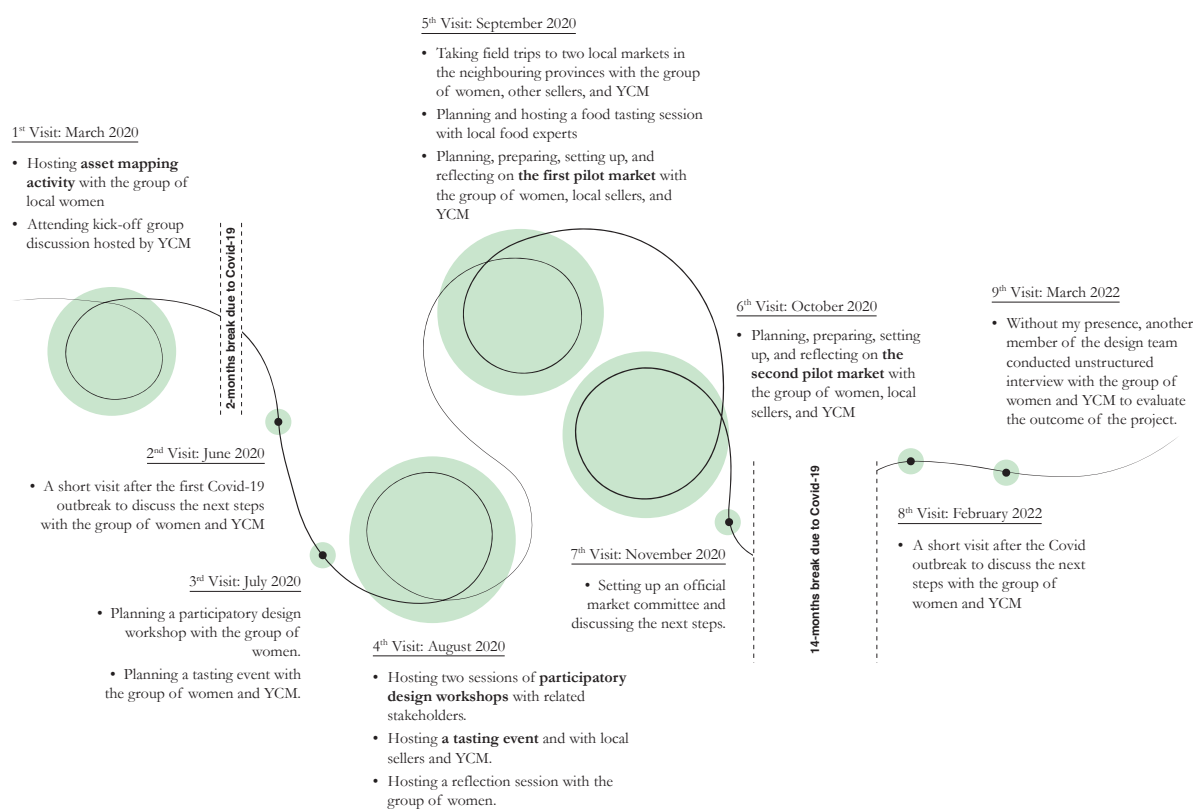 1st Visit: March 2020
• Hosting asset mapping
activity with the group of
local women
• Attending kick-off group
discussion hosted by YCM
2-months break due to Covid-19
2nd Visit: June 2020
• A short visit after the first Covid-19
outbreak to discuss the next steps
with the group of women and YCM
3rd Visit: July 2020
• Planning a participatory design
workshop with the group of
women.
• Planning a tasting event with
the group of women and YCM.
4th Visit: August 2020
• Hosting two sessions of participatory
design workshops with related
stakeholders.
• Hosting a tasting event and with local
sellers and YCM.
• Hosting a reflection session with the
group of women.
5th Visit: September 2020
• Taking field trips to two local markets in
the neighbouring provinces with the group
of women, other sellers, and YCM
• Planning and hosting a food tasting session
with local food experts
• Planning, preparing, setting up, and
reflecting on the first pilot market with
the group of women, local sellers, and
YCM
6th Visit: October 2020
• Planning, preparing, setting
up, and reflecting on the
second pilot market with
the group of women, local
sellers, and YCM
7th Visit: November 2020
• Setting up an official
market committee and
discussing the next steps.
14-months break due to Covid-19
8th Visit: February 2022
• A short visit after the Covid
outbreak to discuss the next
steps with the group of
women and YCM
9th Visit: March 2022
• Without my presence, another
member of the design team
conducted unstructured
interview with the group of
women and YCM to evaluate
the outcome of the project.